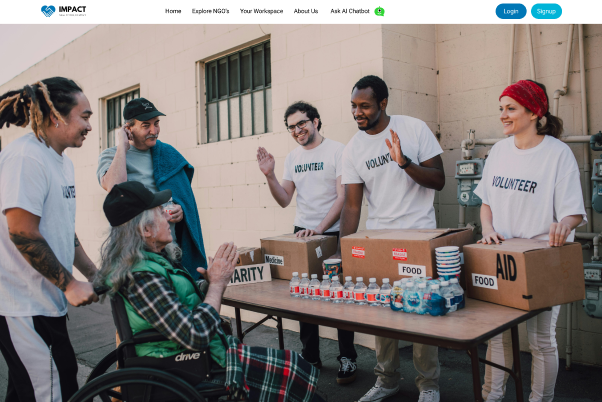 IMPACT
Home
Explore NGO's
Your Workspace
About Us
Ask AI Chatbot
Login
Signup
VOLUNTEER
VOLUNTEER
VOLUNTEER
Medicine
CHARITY
FOOD
FOOD
AID
drive